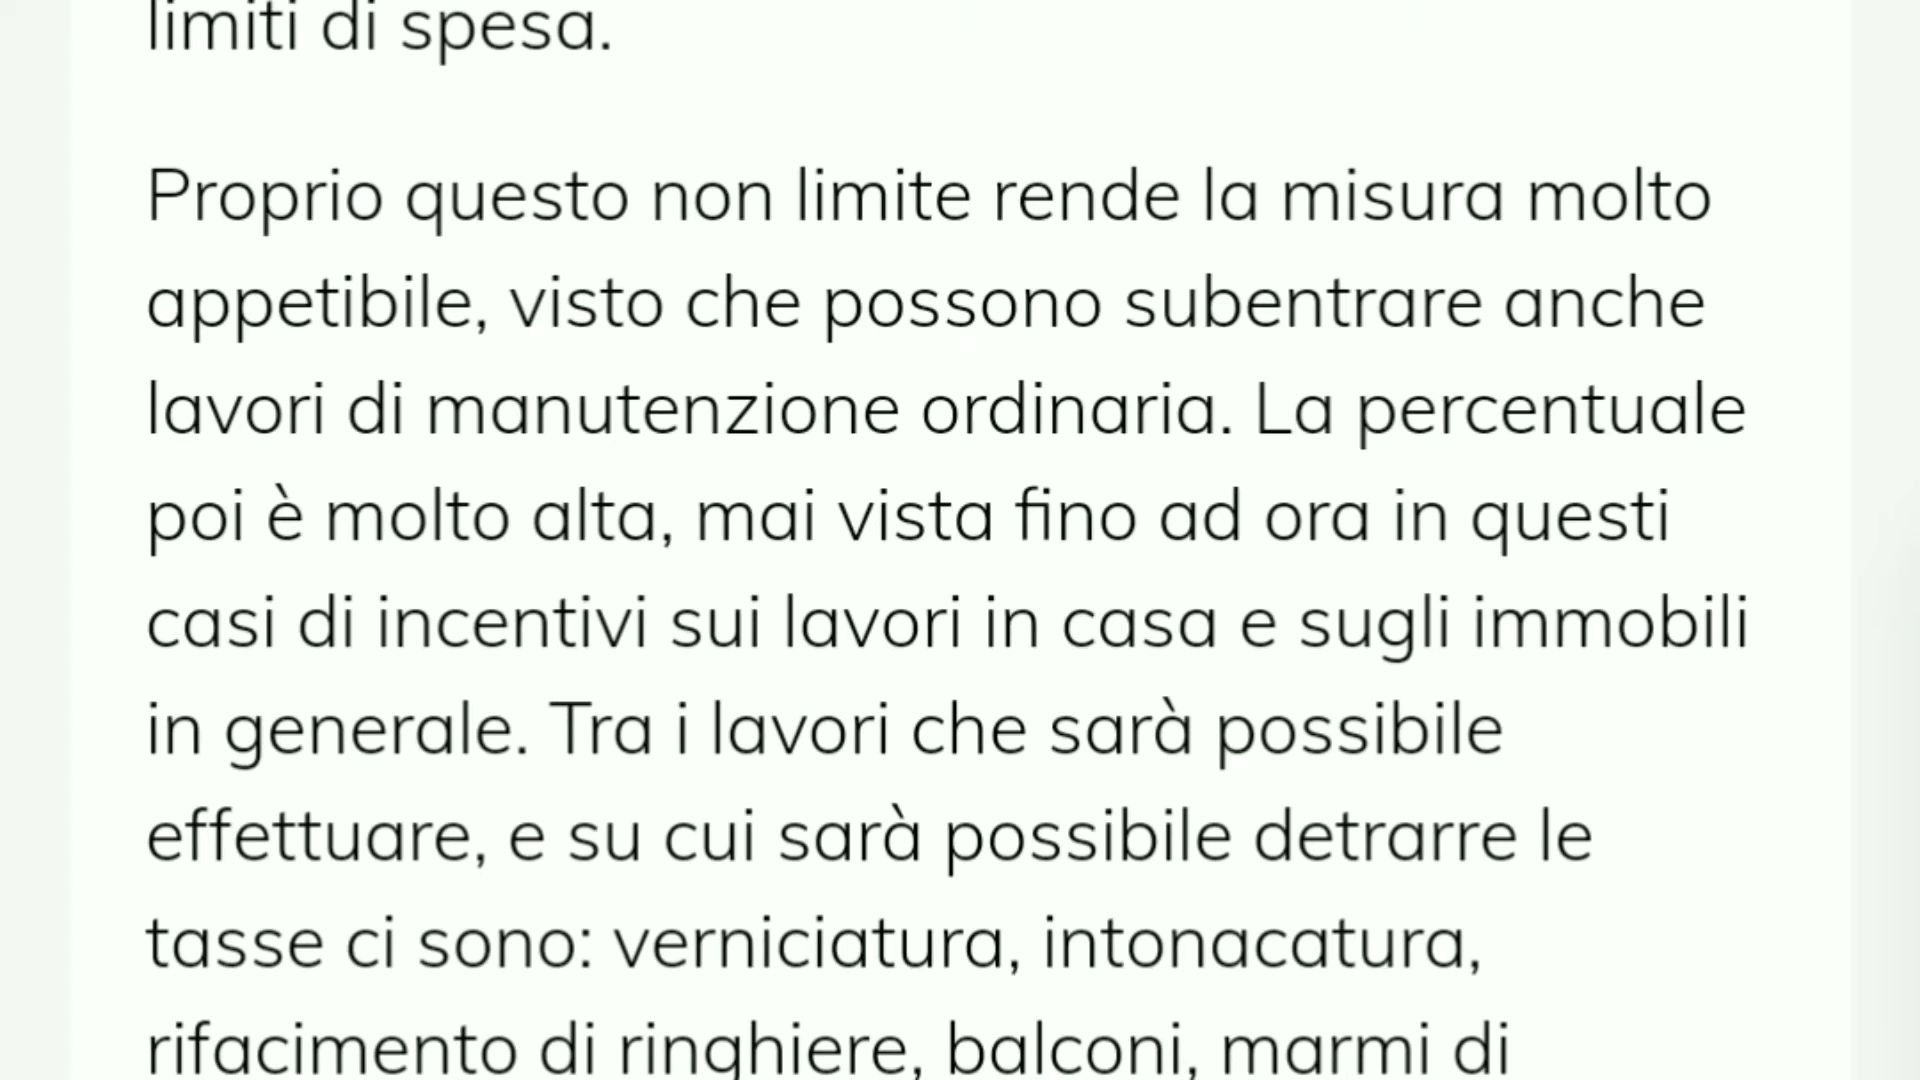 limiti di spesa.
Proprio questo non limite rende la misura molto
appetibile, visto che possono subentrare anche
lavori di manutenzione ordinaria. La percentuale
poi è molto alta, mai vista fino ad ora in questi
casi di incentivi sui lavori in casa e sugli immobili
in generale. Tra i lavori che sarà possibile
effettuare, e su cui sarà possibile detrarre le
tasse ci sono: verniciatura, intonacatura,
rifacimento di ringhiere, balconi, marmi di